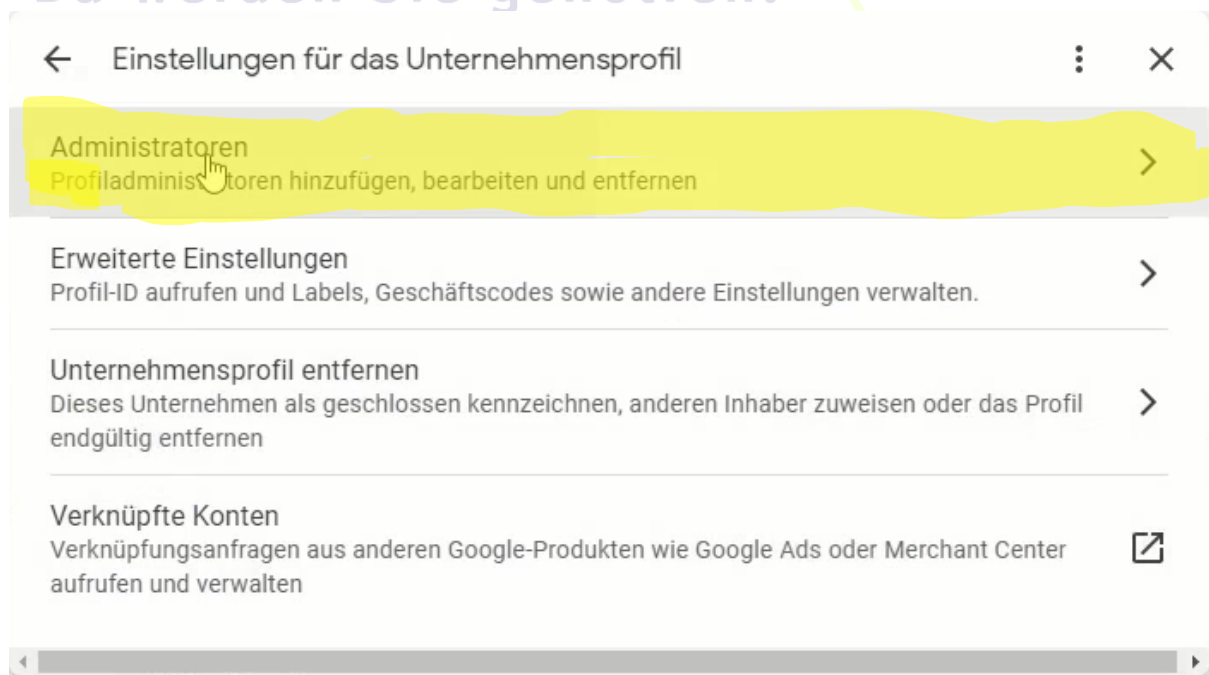 Einstellungen für das Unternehmensprofil
Administratoren
Profiladministratoren hinzufügen, bearbeiten und entfernen
Erweiterte Einstellungen
Profil-ID aufrufen und Labels, Geschäftscodes sowie andere Einstellungen verwalten.
Unternehmensprofil entfernen
Dieses Unternehmen als geschlossen kennzeichnen, anderen Inhaber zuweisen oder das Profil
endgültig entfernen
Verknüpfte Konten
Verknüpfungsanfragen aus anderen Google-Produkten wie Google Ads oder Merchant Center
aufrufen und verwalten